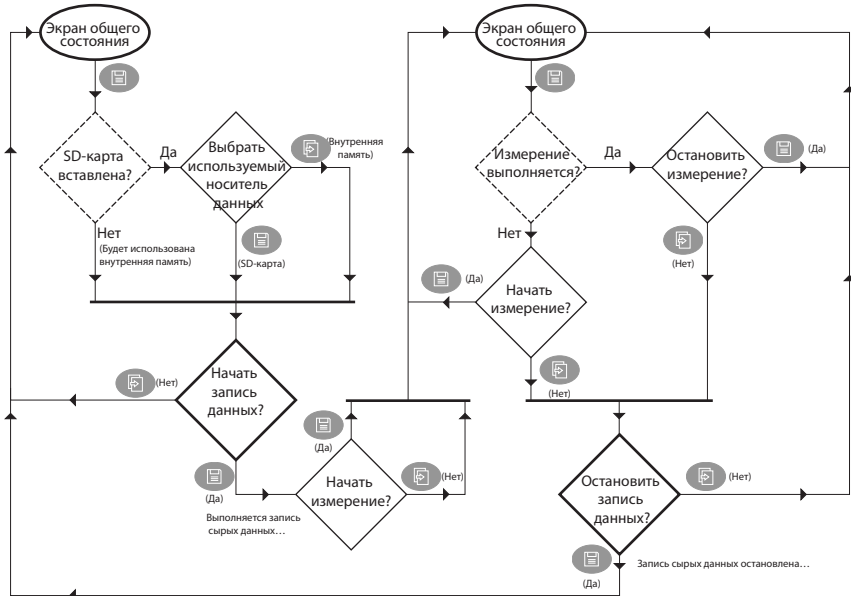 Экран общего
состояния
SD-карта
вставлена?
Да
Выбрать
используемый
носитель
данных
(Внутренняя
память)
Нет
(Будет использована
внутренняя память)
(SD-карта)
Начать
запись
данных?
(Нет)
(Да)
Выполняется запись
сырых данных…
Начать
измерение?
(Да)
(Нет)
Экран общего
состояния
Измерение
выполняется?
Да
Остановить
измерение?
(Да)
(Нет)
Нет
Начать
измерение?
(Да)
(Нет)
Остановить
запись
данных?
(Нет)
(Да)
Запись сырых данных остановлена…